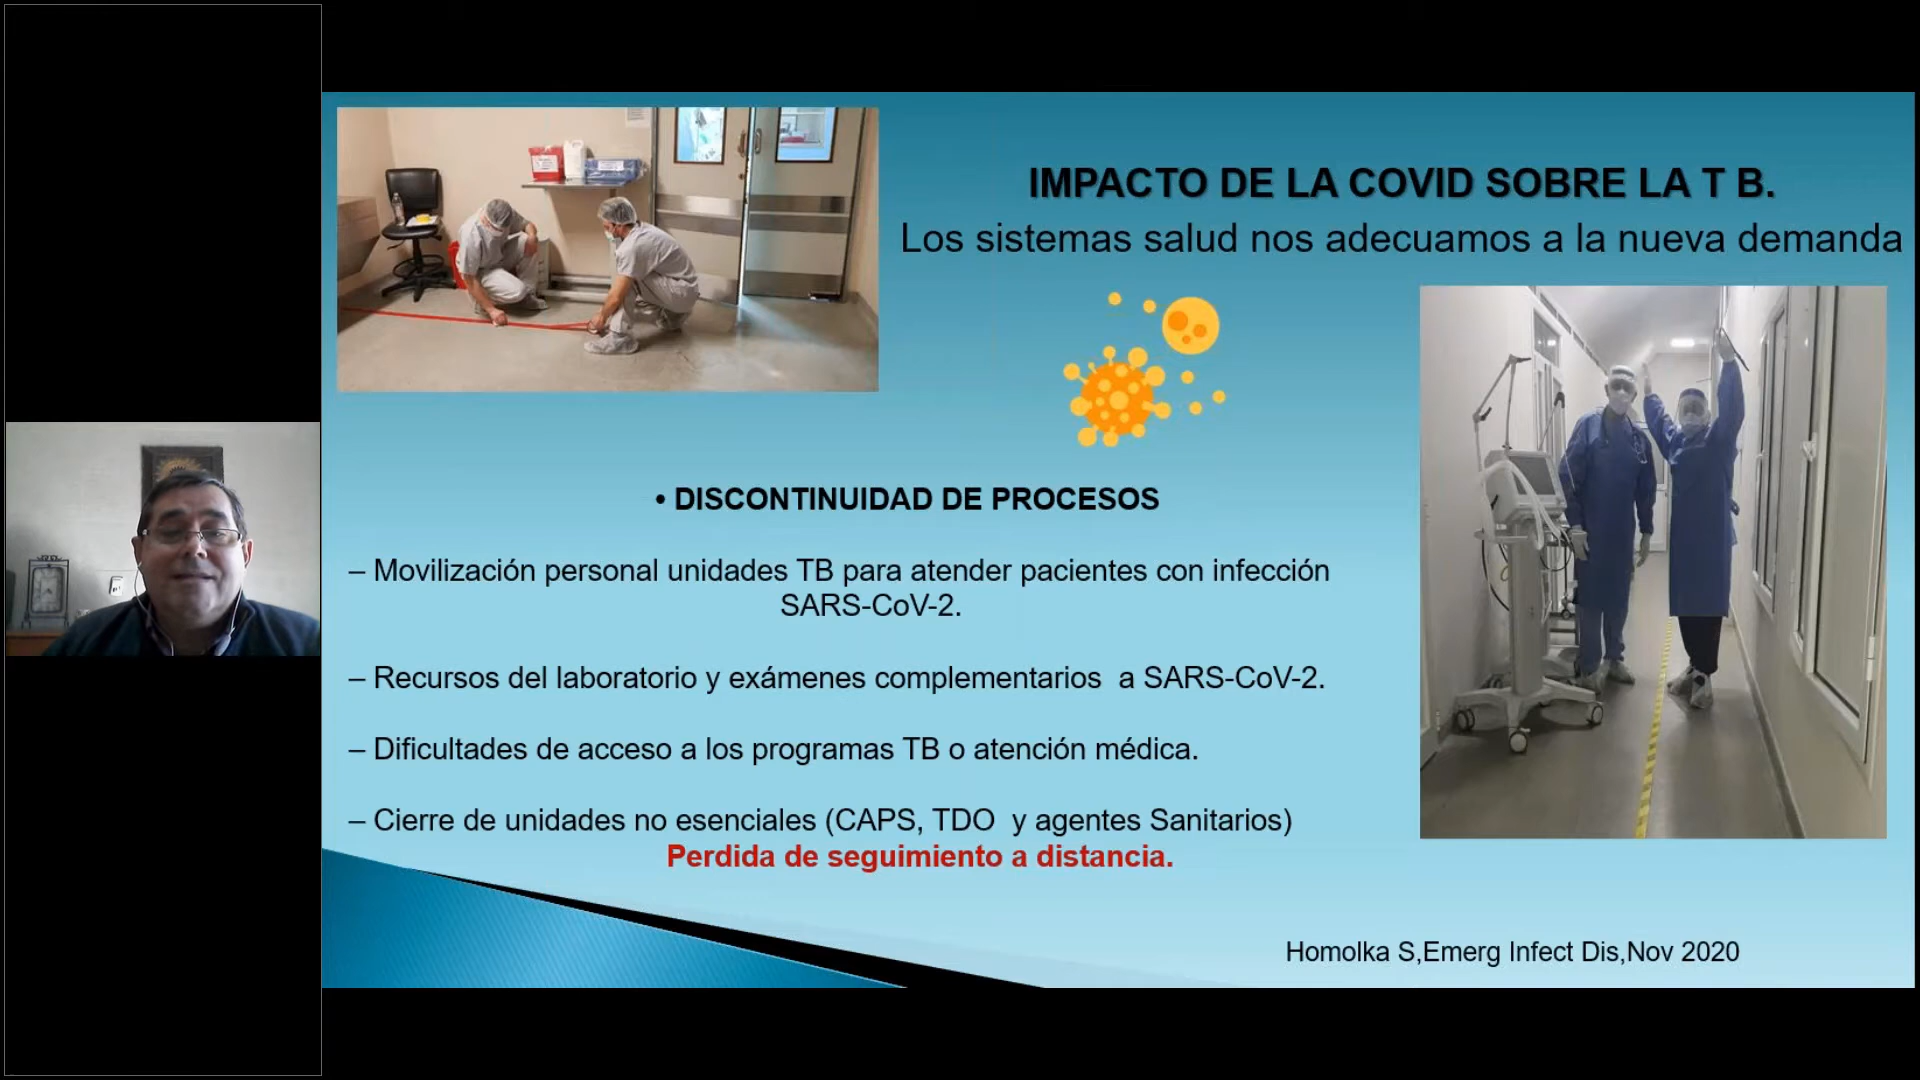 IMPACTO DE LA COVID SOBRE LA T B.
Los sistemas salud nos adecuamos a la nueva demanda
• DISCONTINUIDAD DE PROCESOS
– Movilización personal unidades TB para atender pacientes con infección
SARS-CoV-2.
– Recursos del laboratorio y exámenes complementarios  a SARS-CoV-2.
– Dificultades de acceso a los programas TB o atención médica.
– Cierre de unidades no esenciales (CAPS, TDO  y agentes Sanitarios)
Perdida de seguimiento a distancia.
Homolka S,Emerg Infect Dis,Nov 2020